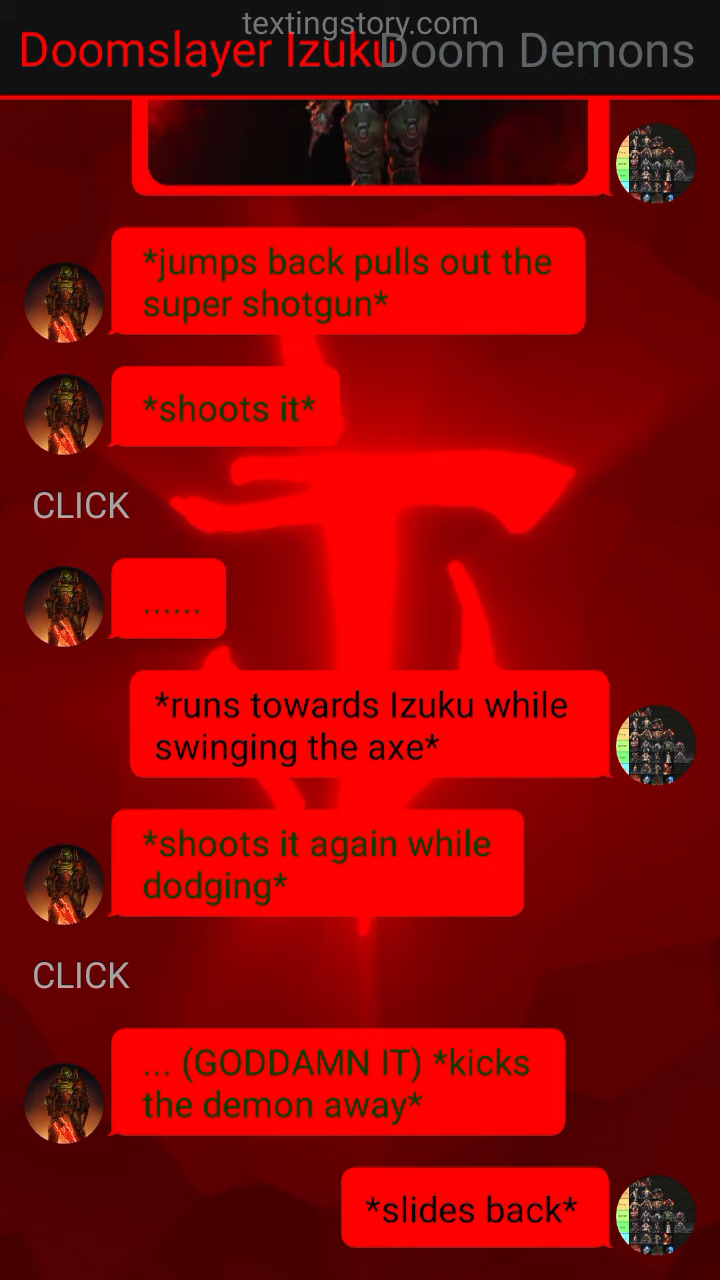 textingstory.com
Doomslayer Izuku
Doom Demons
*jumps back pulls out the
super shotgun*
*shoots it*
CLICK
......
*runs towards Izuku while
swinging the axe*
*shoots it again while
dodging*
CLICK
... (GODDAMN IT) *kicks
the demon away*
*slides back*